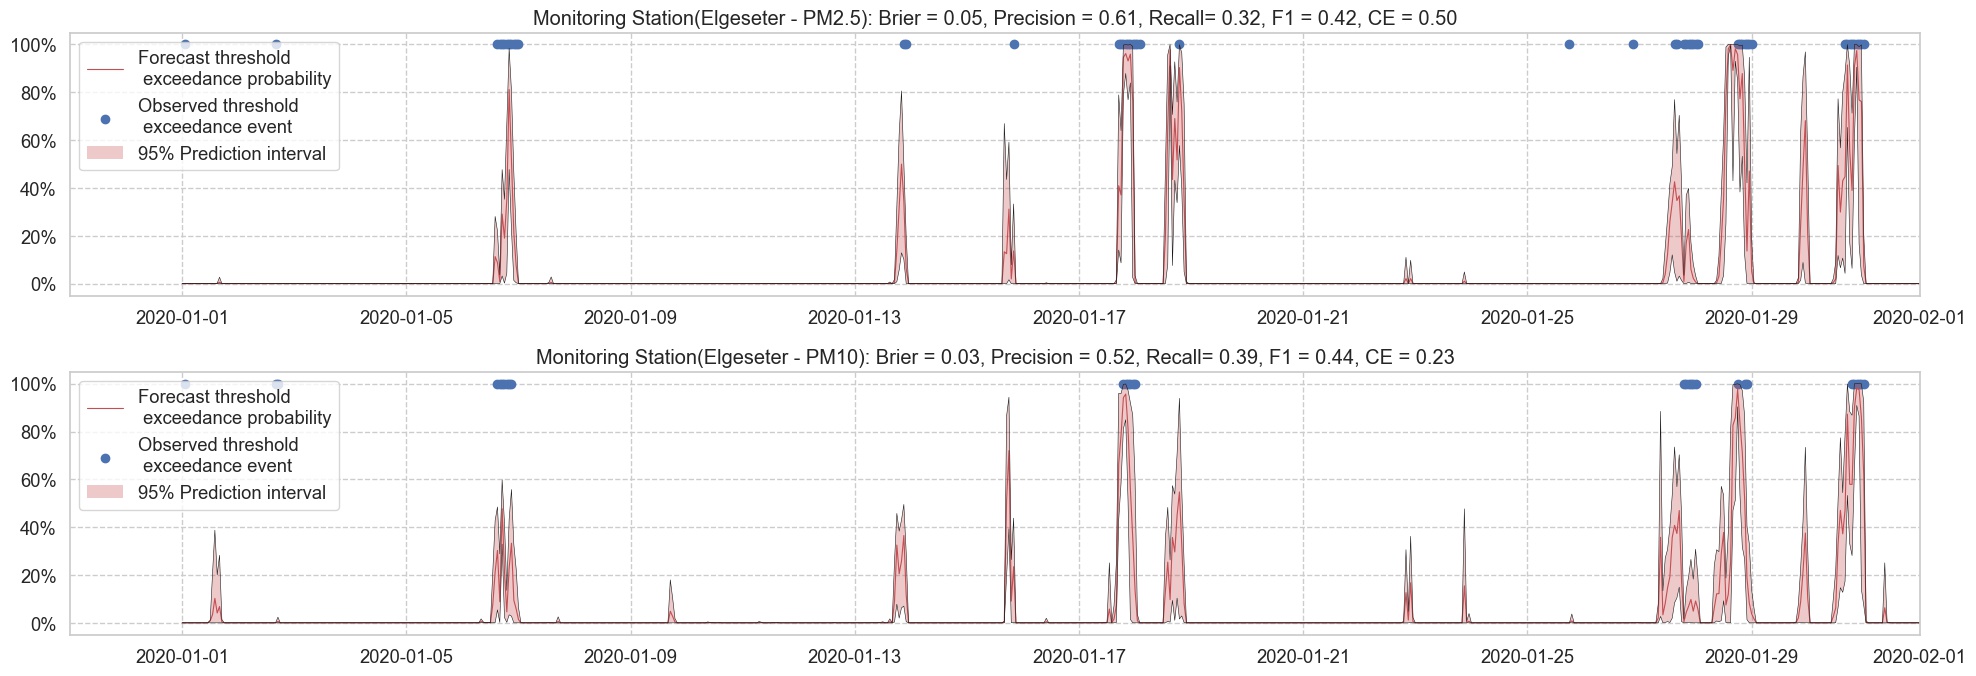 Monitoring Station(Elgeseter - PM2.5): Brier = 0.05, Precision = 0.61, Recall= 0.32, F1 = 0.42, CE = 0.50
100%
80%
60%
40%
20%
0%
Forecast threshold
exceedance probability
Observed threshold
exceedance event
95% Prediction interval
2020-01-01 2020-01-05 2020-01-09 2020-01-13 2020-01-17 2020-01-21 2020-01-25 2020-01-29 2020-02-01
Monitoring Station(Elgeseter - PM10): Brier = 0.03, Precision = 0.52, Recall= 0.39, F1 = 0.44, CE = 0.23
100%
80%
60%
40%
20%
0%
Forecast threshold
exceedance probability
Observed threshold
exceedance event
95% Prediction interval
2020-01-01 2020-01-05 2020-01-09 2020-01-13 2020-01-17 2020-01-21 2020-01-25 2020-01-29 2020-02-01